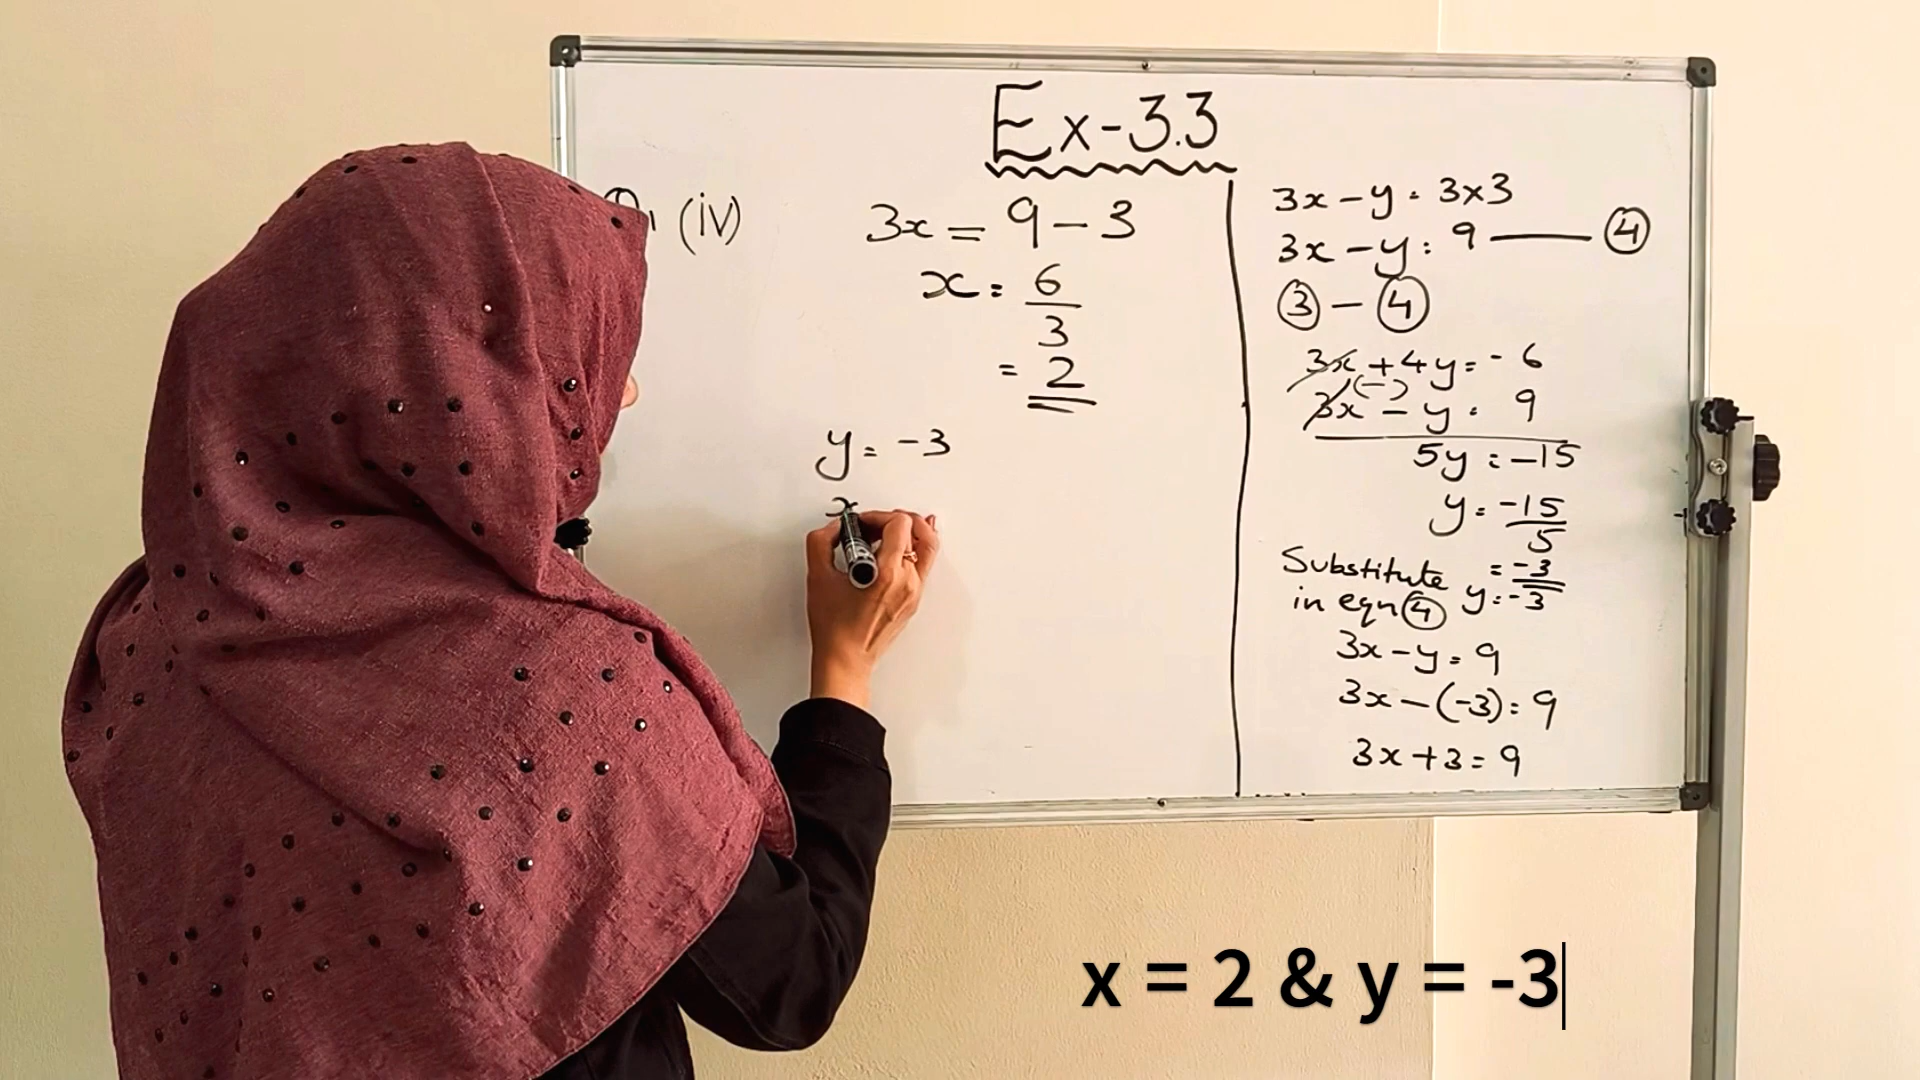 Ex-3.3
Q1 (iv)
3x = 9 - 3
x = 6
3
= 2
y = -3
x
3x - y = 3x3
3x - y = 9 —— ④
③ - ④
3x + 4y = -6
(-)
3x - y = 9
5y = -15
y = -15
5
= -3
Substitute y = -3
in eqn ④
3x - y = 9
3x - (-3) = 9
3x + 3 = 9
x = 2 & y = -3